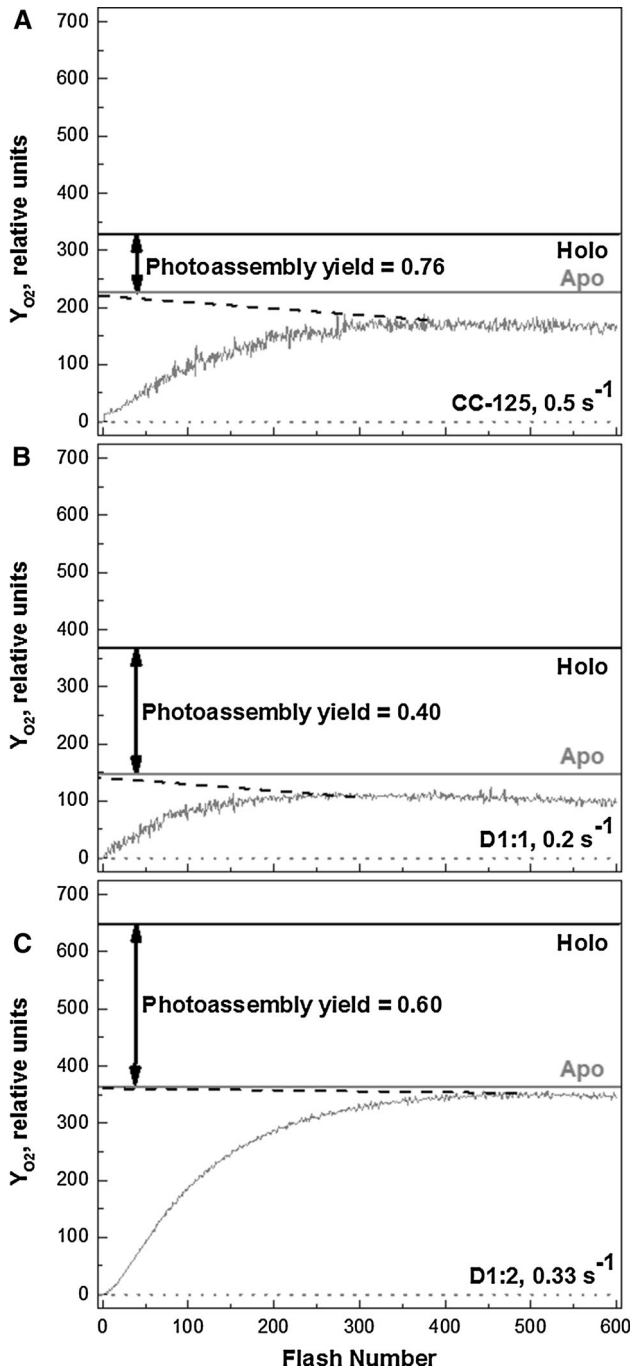 A
700
600
500
400
300
200
100
0
Y_O2, relative units
Holo
Photoassembly yield = 0.76
Apo
CC-125, 0.5 s⁻¹
B
700
600
500
400
300
200
100
0
Y_O2, relative units
Holo
Photoassembly yield = 0.40
Apo
D1:1, 0.2 s⁻¹
C
700
600
500
400
300
200
100
0
Y_O2, relative units
Holo
Photoassembly yield = 0.60
Apo
D1:2, 0.33 s⁻¹
0 100 200 300 400 500 600
Flash Number